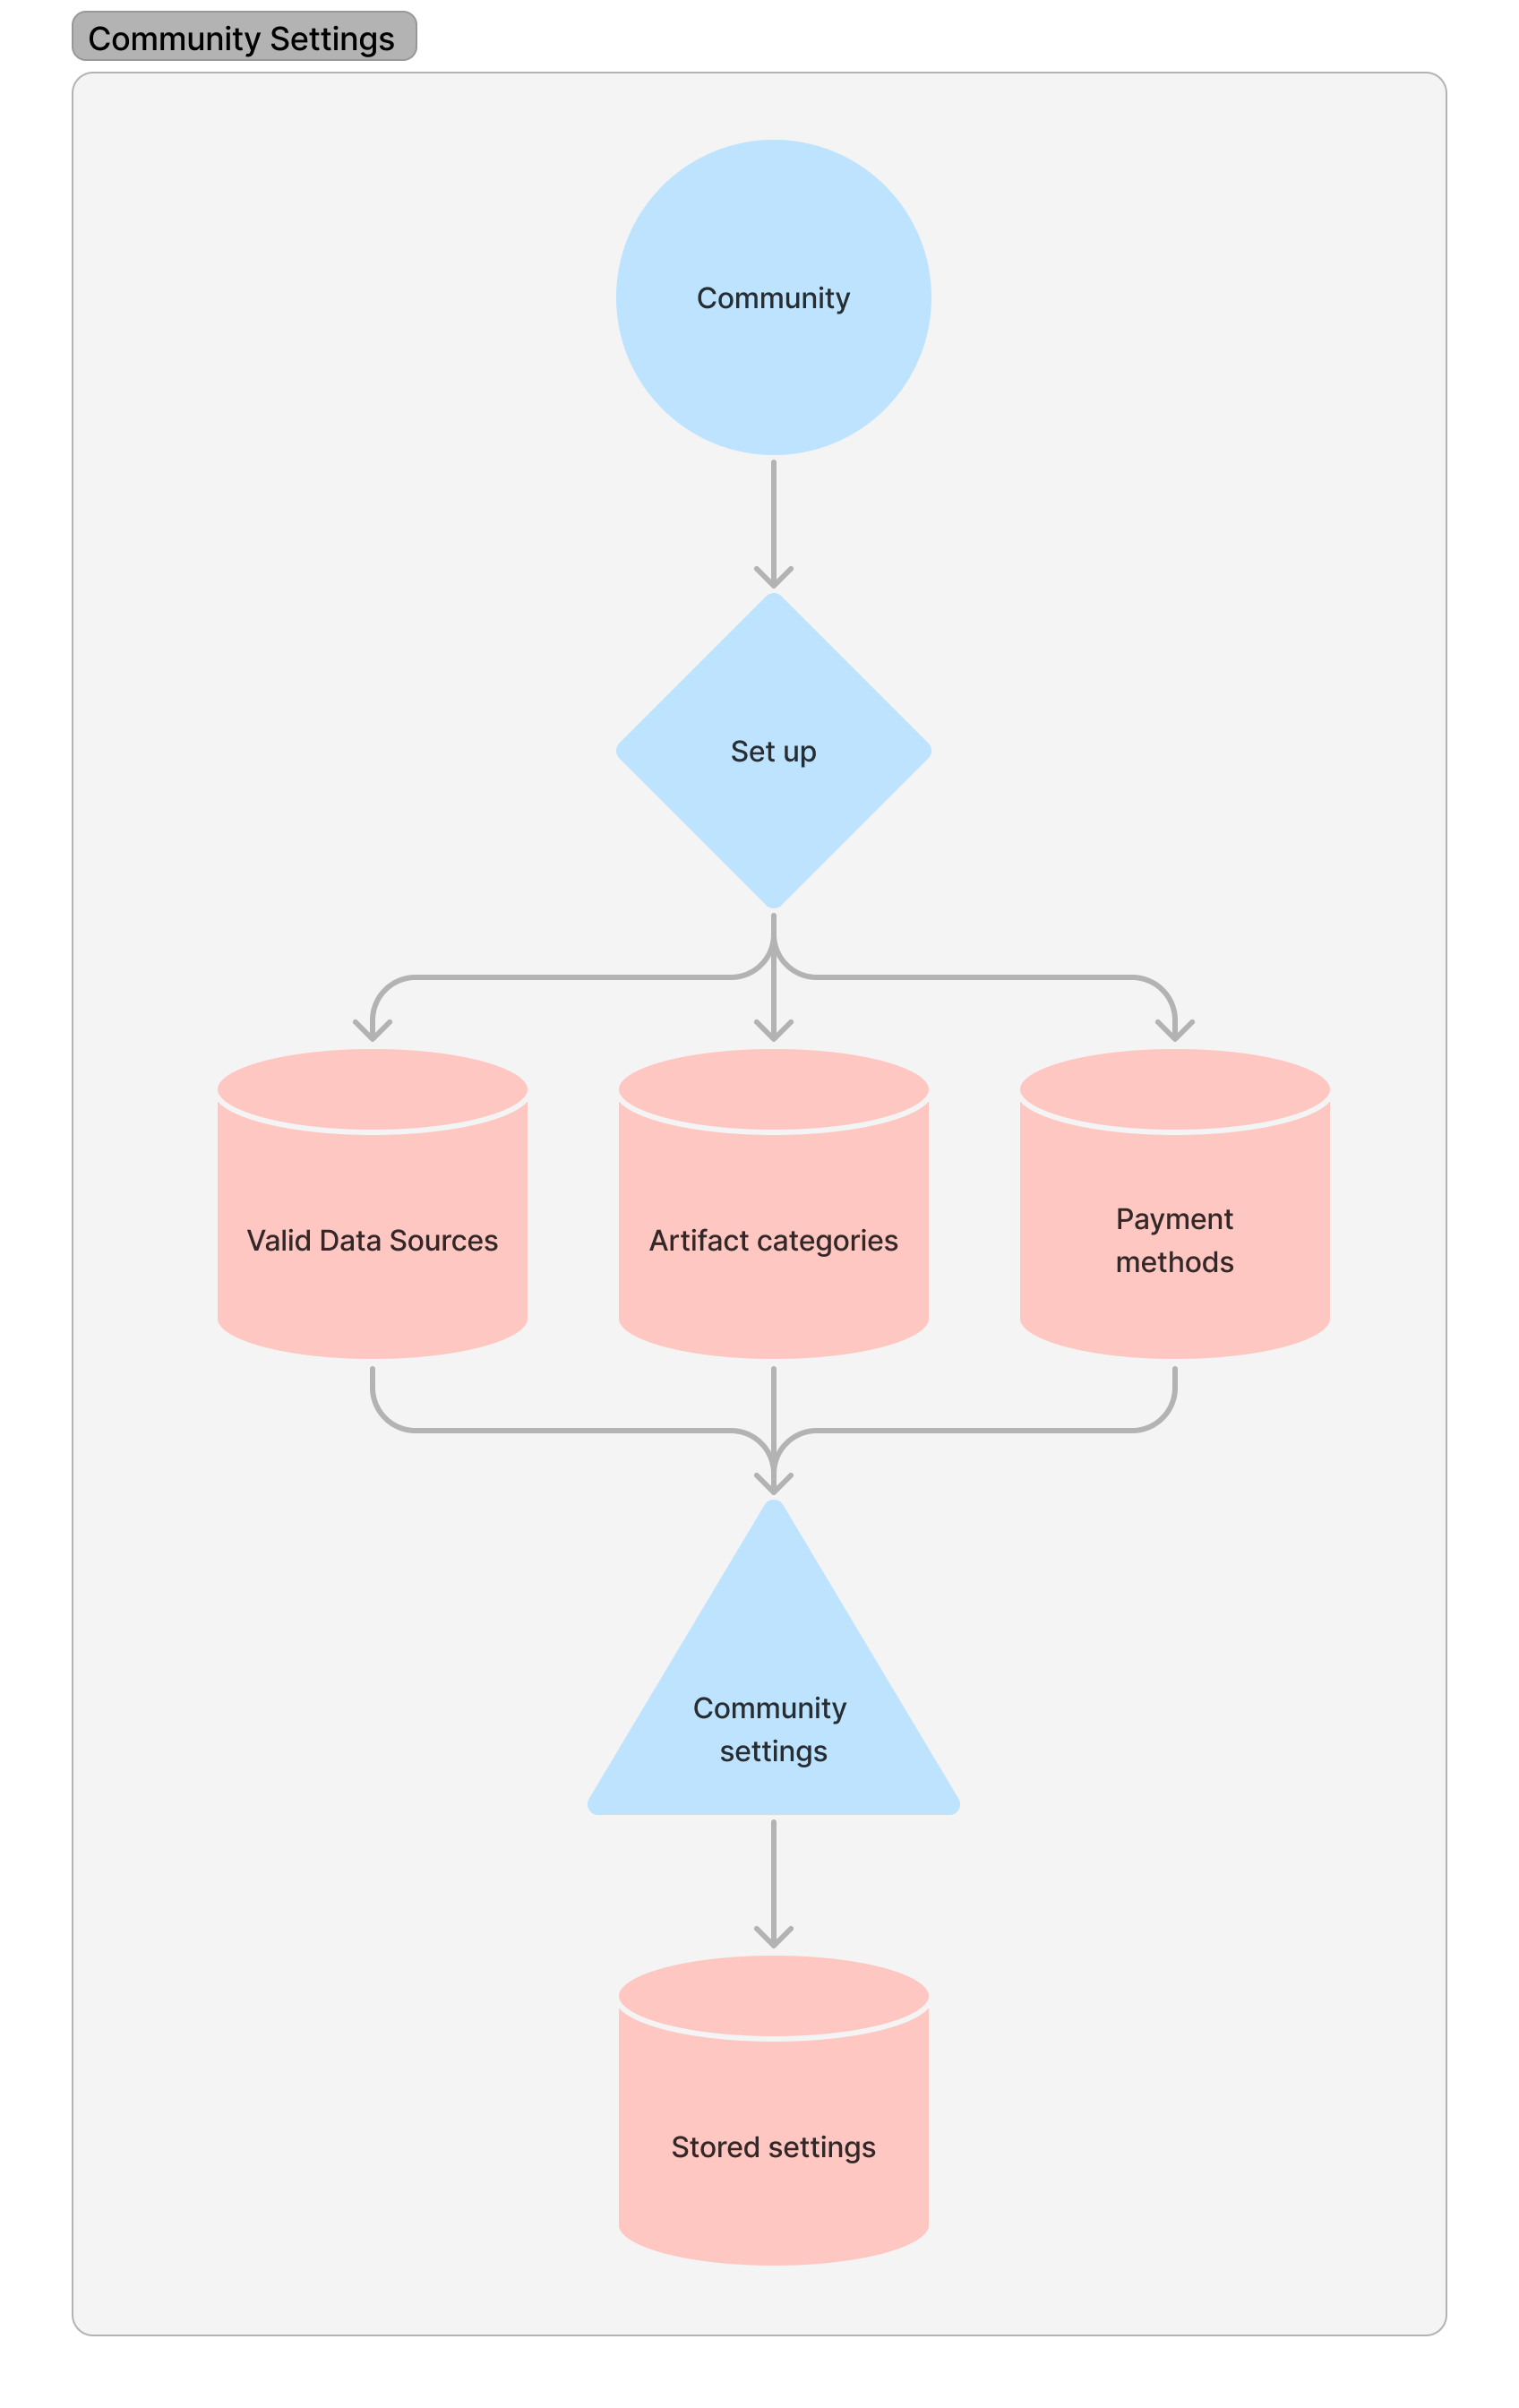 Community Settings
Community
Set up
Valid Data Sources
Artifact categories
Payment
methods
Community
settings
Stored settings